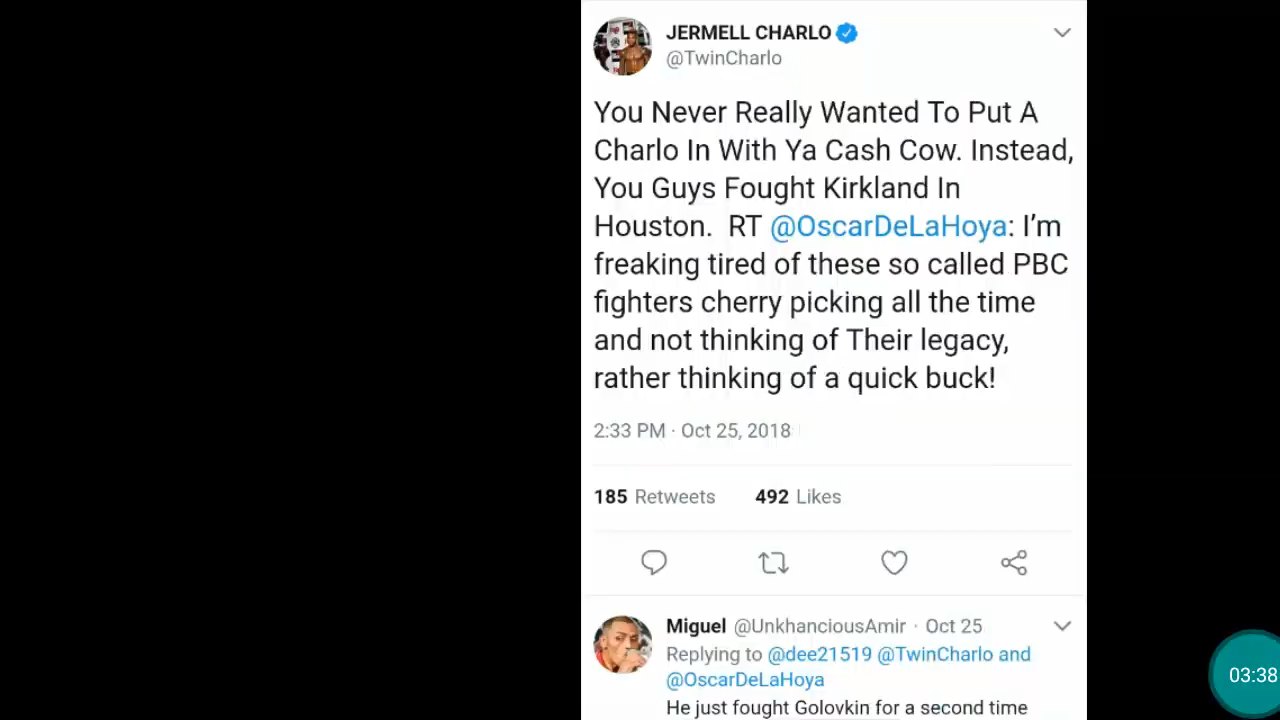 JERMELL CHARLO
@TwinCharlo
You Never Really Wanted To Put A
Charlo In With Ya Cash Cow. Instead,
You Guys Fought Kirkland In
Houston.  RT @OscarDeLaHoya: I'm
freaking tired of these so called PBC
fighters cherry picking all the time
and not thinking of Their legacy,
rather thinking of a quick buck!
2:33 PM · Oct 25, 2018
185 Retweets 492 Likes
Miguel @UnkhanciousAmir · Oct 25
Replying to @dee21519 @TwinCharlo and
@OscarDeLaHoya
He just fought Golovkin for a second time
03:38